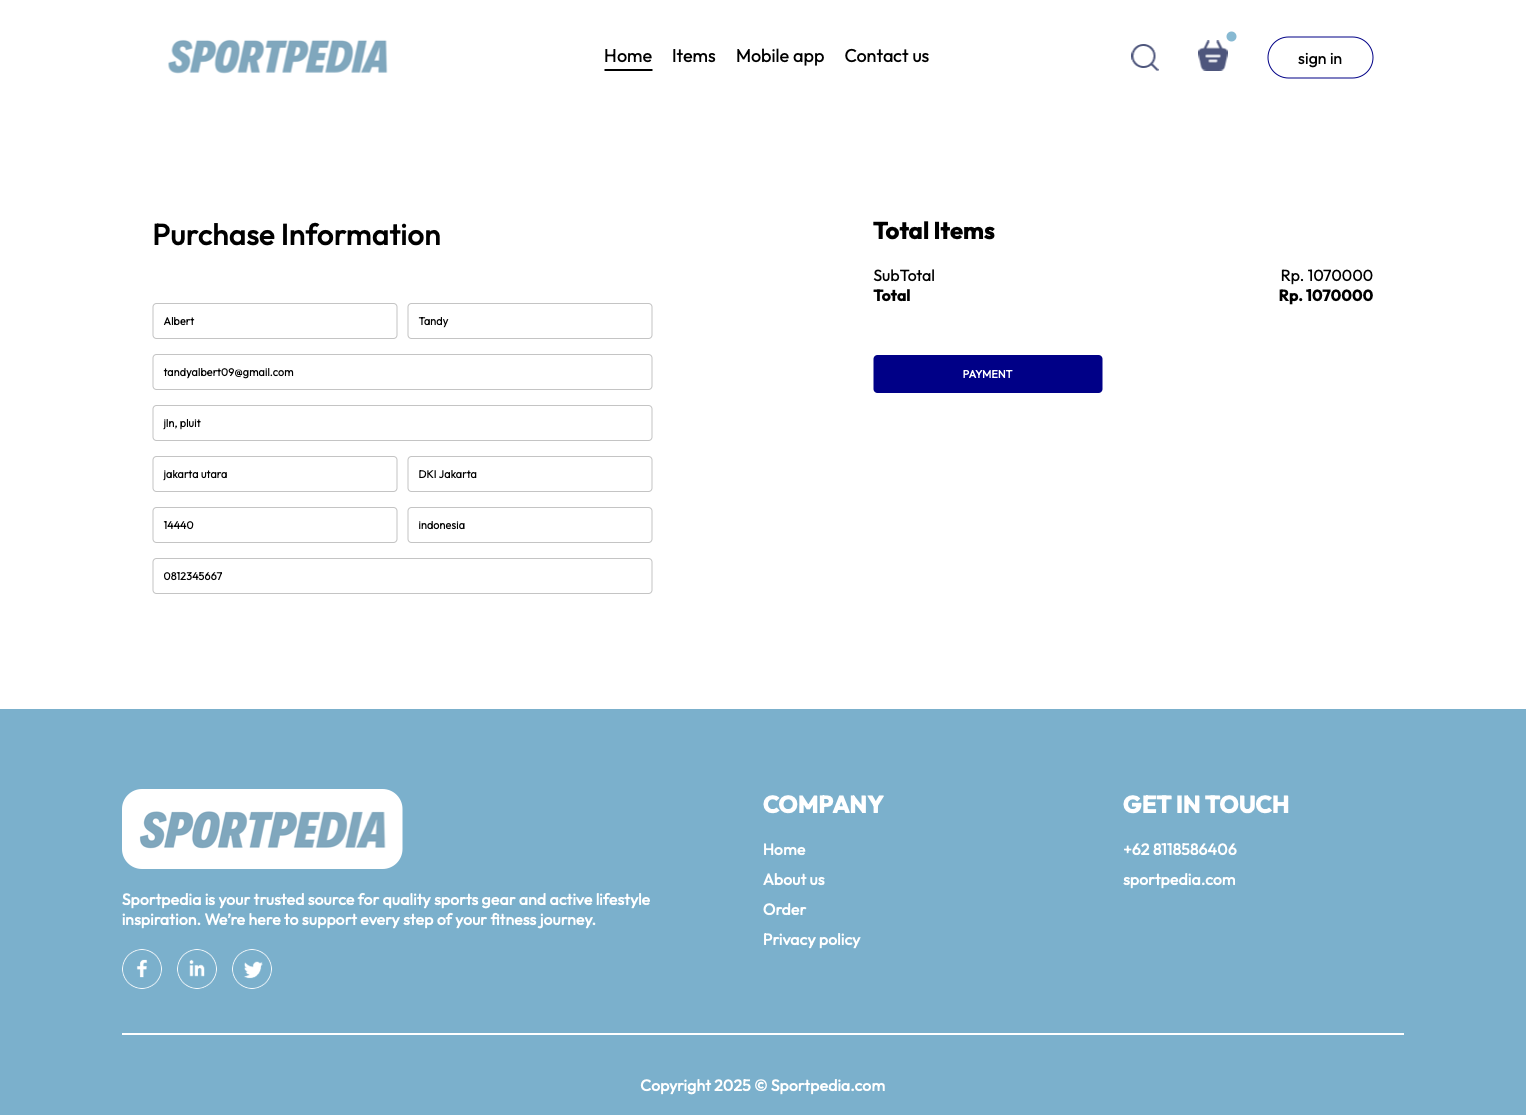 SPORTPEDIA
Home Items Mobile app Contact us
sign in
Purchase Information
Albert
Tandy
tandyalbert09@gmail.com
jln, pluit
jakarta utara
DKI Jakarta
14440
indonesia
0812345667
Total Items
SubTotal Rp. 1070000
Total Rp. 1070000
PAYMENT
SPORTPEDIA
Sportpedia is your trusted source for quality sports gear and active lifestyle
inspiration. We're here to support every step of your fitness journey.
f in
COMPANY
Home
About us
Order
Privacy policy
GET IN TOUCH
+62 8118586406
sportpedia.com
Copyright 2025 © Sportpedia.com